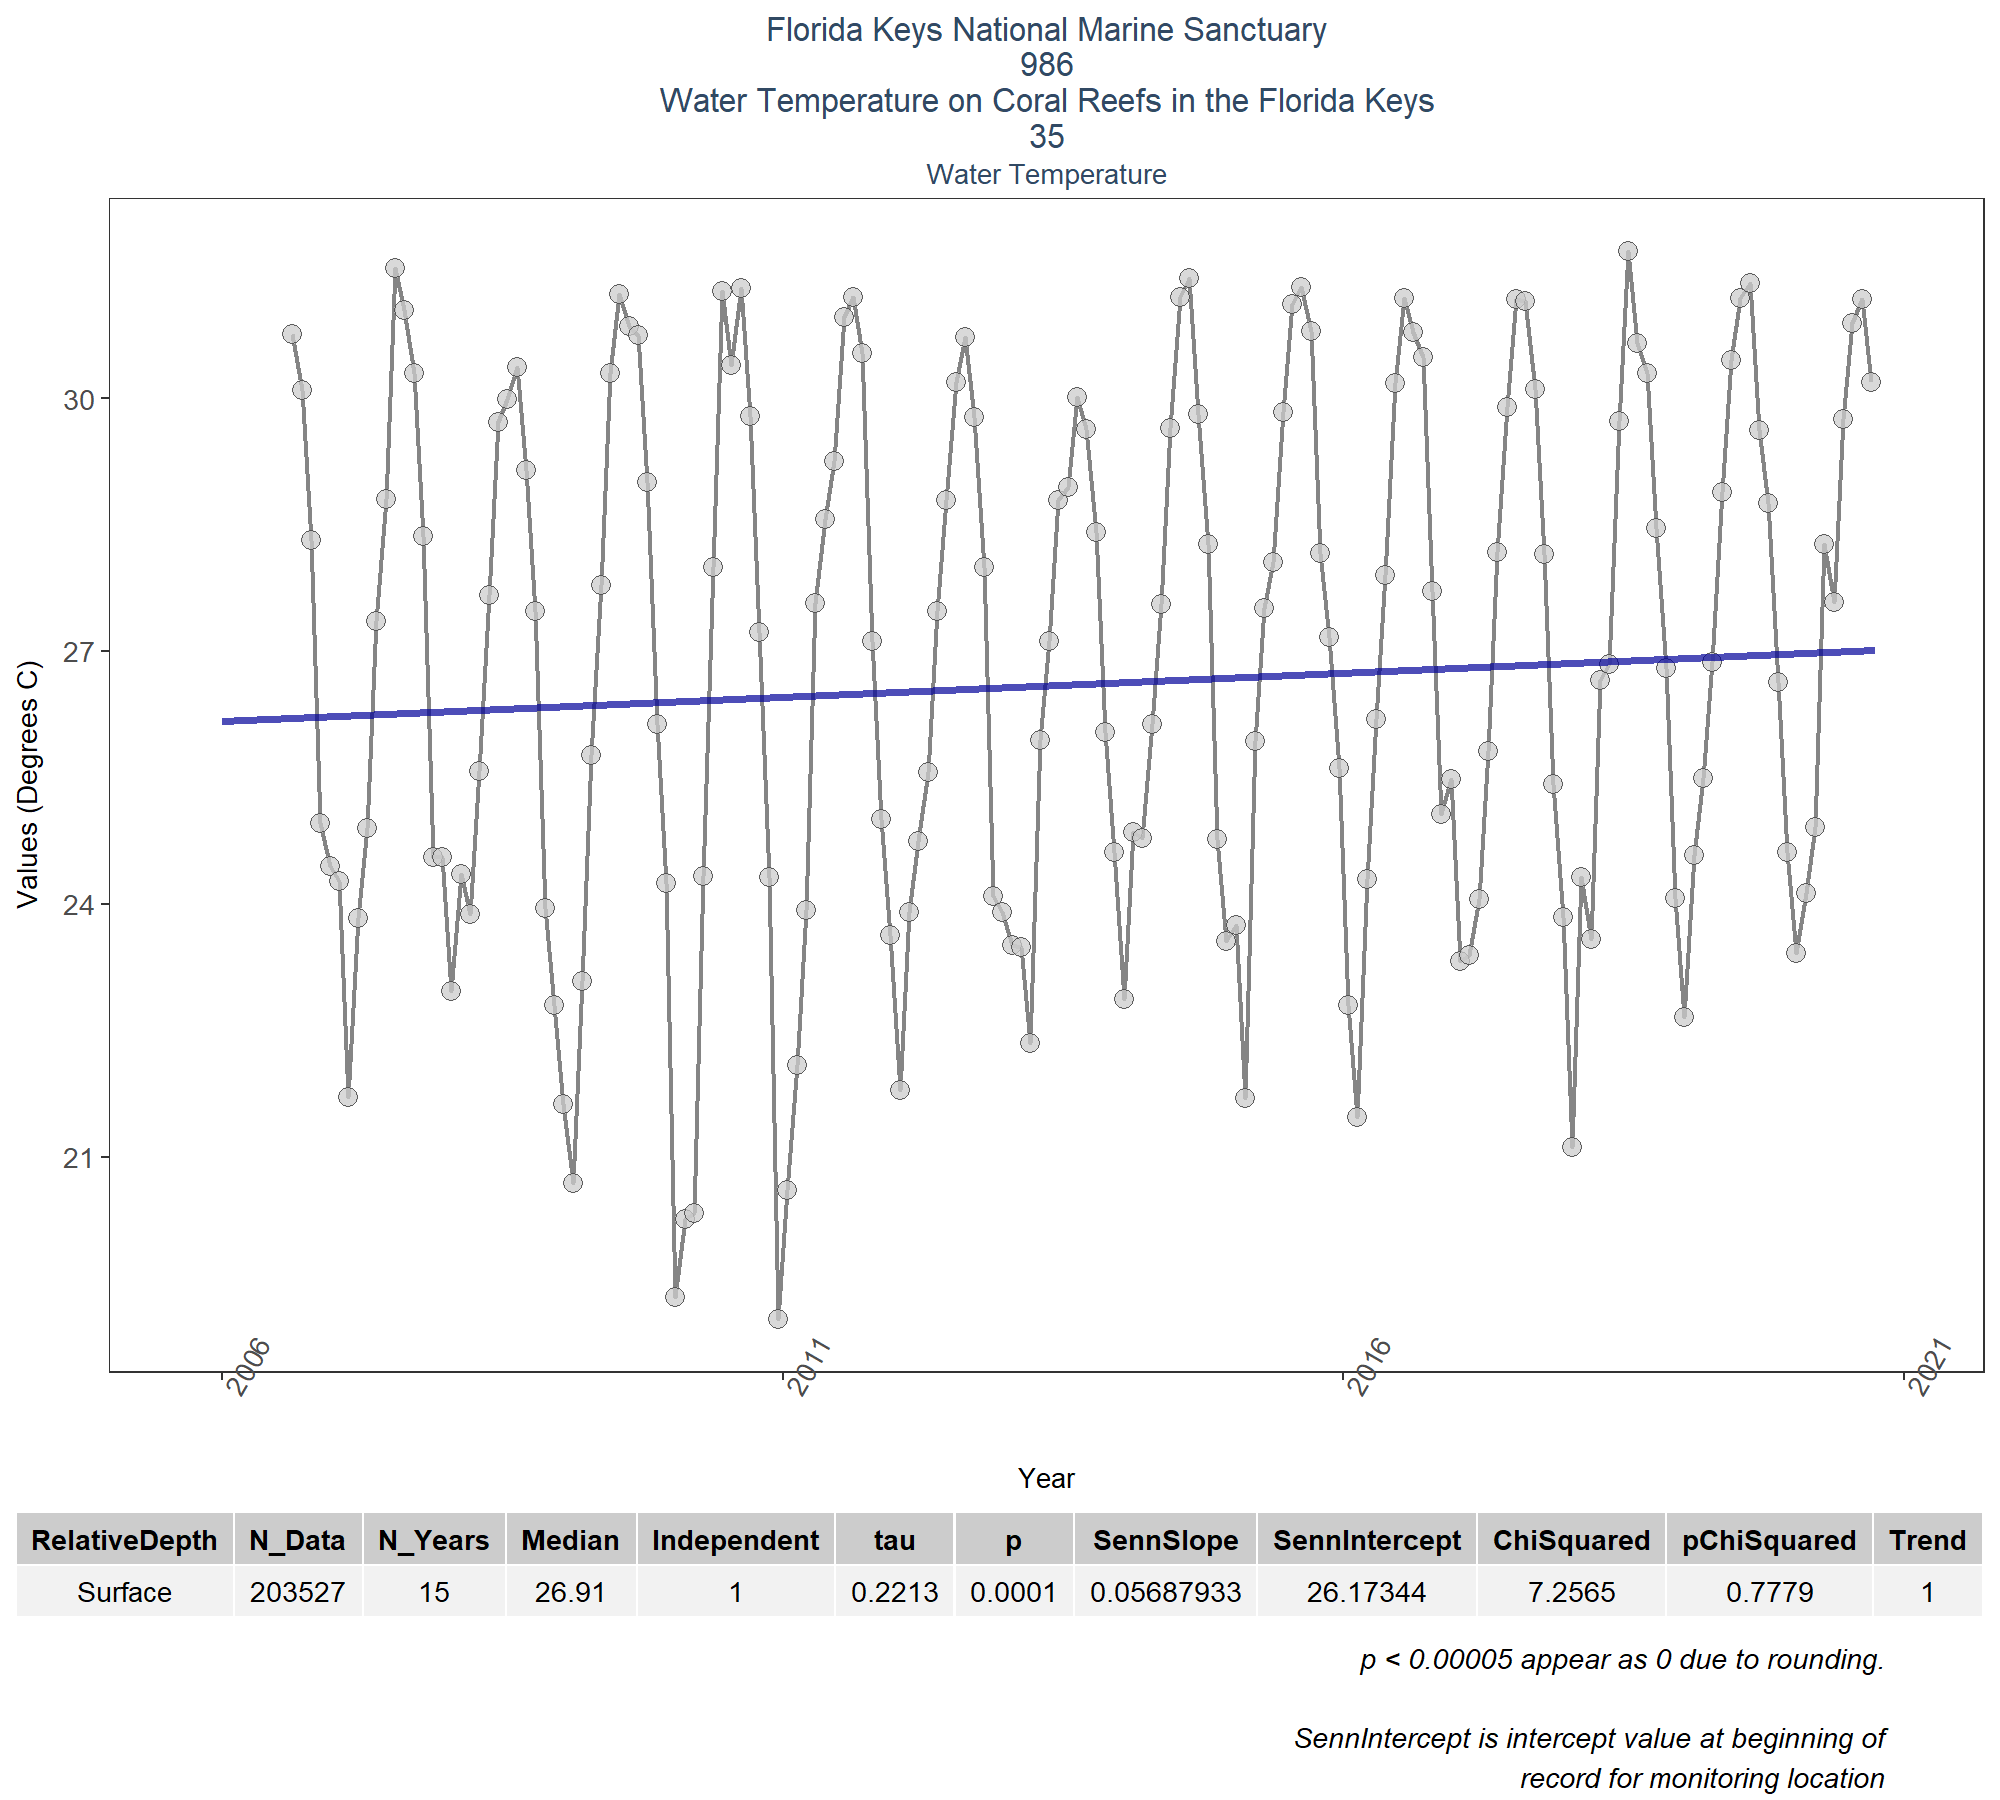 Florida Keys National Marine Sanctuary
986
Water Temperature on Coral Reefs in the Florida Keys
35
Water Temperature
30
27
24
21
Values (Degrees C)
2006 2011 2016 2021
Year
RelativeDepth N_Data N_Years Median Independent tau p SennSlope SennIntercept ChiSquared pChiSquared Trend
Surface 203527 15 26.91 1 0.2213 0.0001 0.05687933 26.17344 7.2565 0.7779 1
p < 0.00005 appear as 0 due to rounding.
SennIntercept is intercept value at beginning of
record for monitoring location